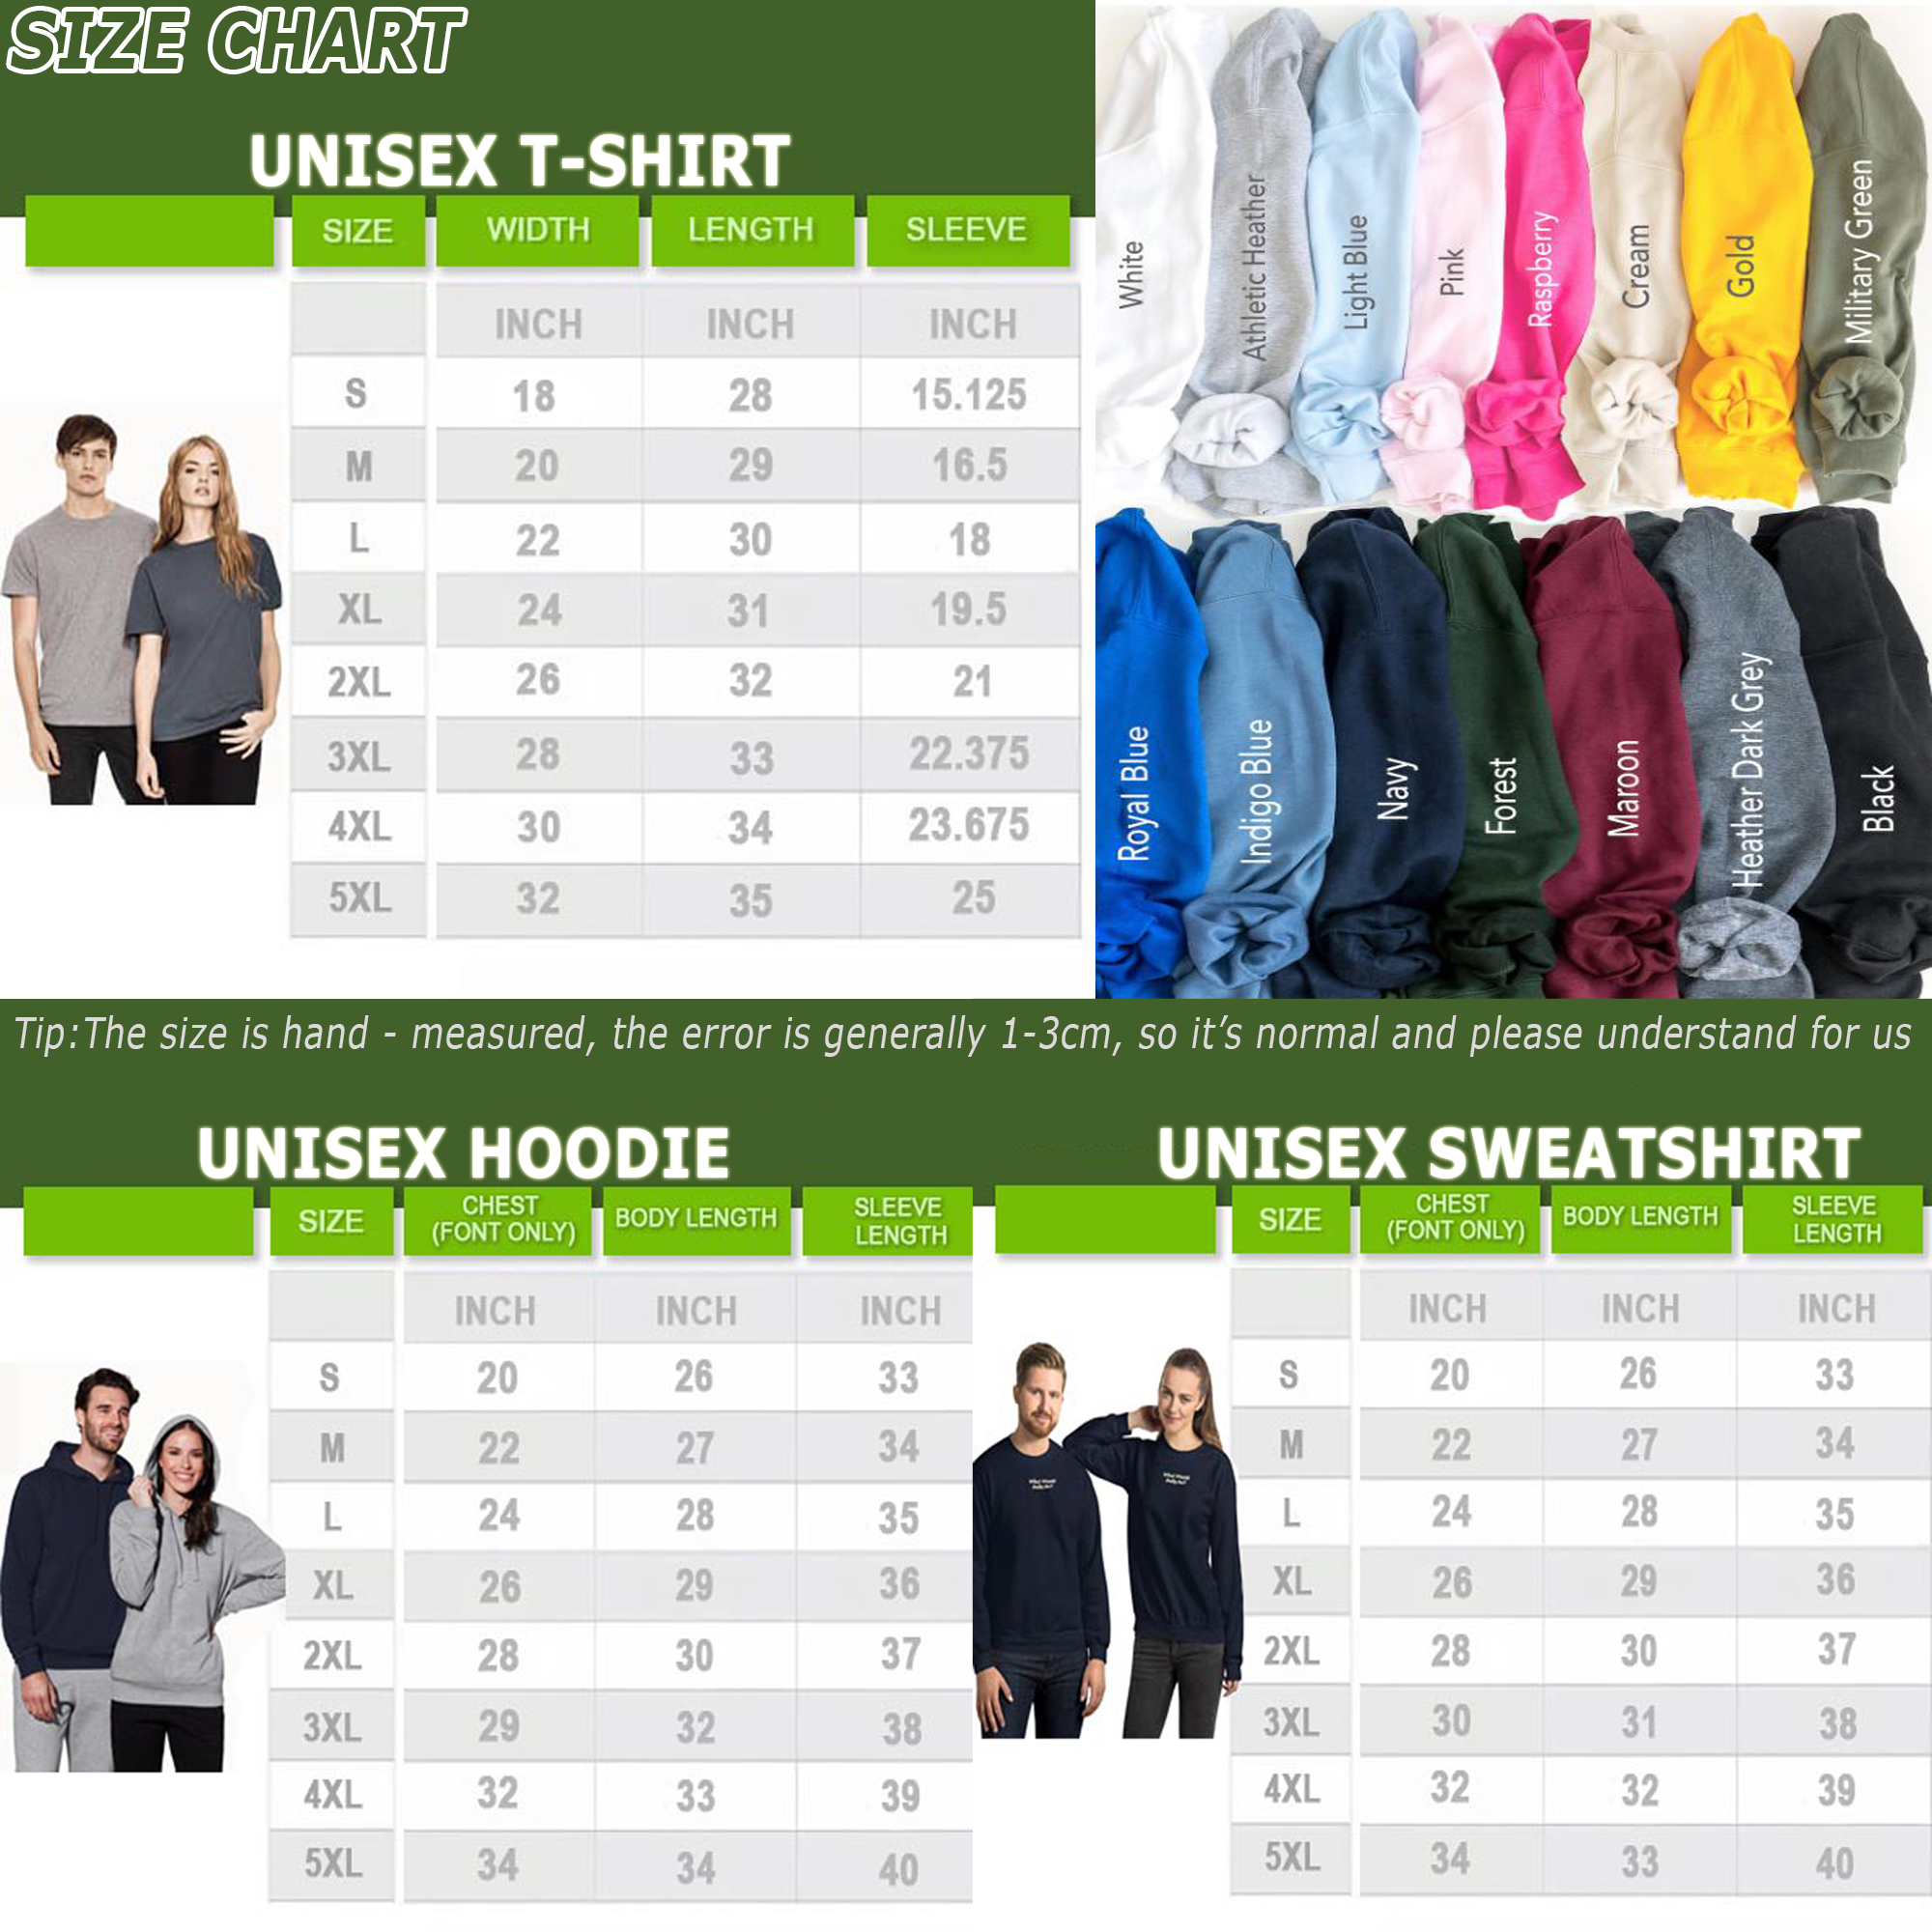 SIZE CHART
UNISEX T-SHIRT
SIZE WIDTH LENGTH SLEEVE
INCH INCH INCH
S 18 28 15.125
M 20 29 16.5
L 22 30 18
XL 24 31 19.5
2XL 26 32 21
3XL 28 33 22.375
4XL 30 34 23.675
5XL 32 35 25
White
Athletic Heather
Light Blue
Pink
Raspberry
Cream
Gold
Military Green
Royal Blue
Indigo Blue
Navy
Forest
Maroon
Heather Dark Grey
Black
Tip:The size is hand - measured, the error is generally 1-3cm, so it’s normal and please understand for us
UNISEX HOODIE
SIZE CHEST (FONT ONLY) BODY LENGTH SLEEVE LENGTH
INCH INCH INCH
S 20 26 33
M 22 27 34
L 24 28 35
XL 26 29 36
2XL 28 30 37
3XL 29 32 38
4XL 32 33 39
5XL 34 34 40
UNISEX SWEATSHIRT
SIZE CHEST (FONT ONLY) BODY LENGTH SLEEVE LENGTH
INCH INCH INCH
S 20 26 33
M 22 27 34
L 24 28 35
XL 26 29 36
2XL 28 30 37
3XL 30 31 38
4XL 32 32 39
5XL 34 33 40